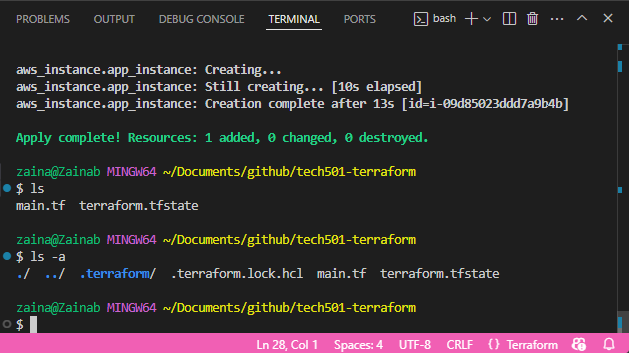 PROBLEMS OUTPUT DEBUG CONSOLE TERMINAL PORTS bash
aws_instance.app_instance: Creating...
aws_instance.app_instance: Still creating... [10s elapsed]
aws_instance.app_instance: Creation complete after 13s [id=i-09d85023ddd7a9b4b]
Apply complete! Resources: 1 added, 0 changed, 0 destroyed.
zaina@Zainab MINGW64 ~/Documents/github/tech501-terraform
$ ls
main.tf  terraform.tfstate
zaina@Zainab MINGW64 ~/Documents/github/tech501-terraform
$ ls -a
./  ../  .terraform/  .terraform.lock.hcl  main.tf  terraform.tfstate
zaina@Zainab MINGW64 ~/Documents/github/tech501-terraform
$
Ln 28, Col 1 Spaces: 4 UTF-8 CRLF {} Terraform